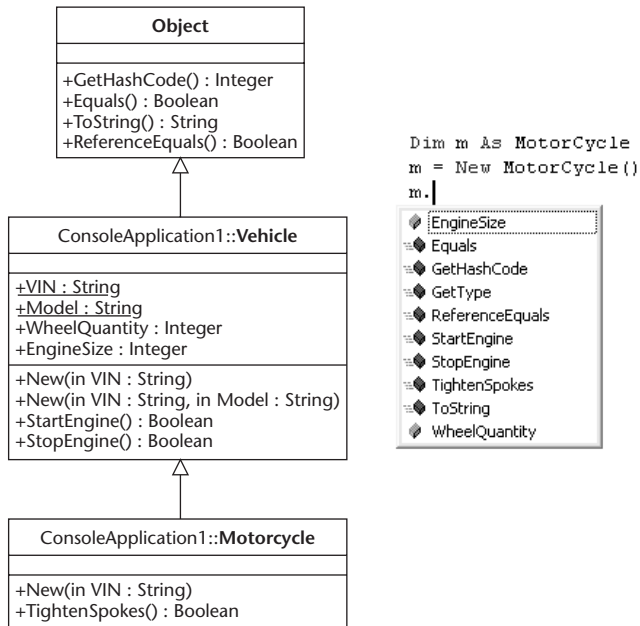 Object
+GetHashCode() : Integer
+Equals() : Boolean
+ToString() : String
+ReferenceEquals() : Boolean
ConsoleApplication1::Vehicle
+VIN : String
+Model : String
+WheelQuantity : Integer
+EngineSize : Integer
+New(in VIN : String)
+New(in VIN : String, in Model : String)
+StartEngine() : Boolean
+StopEngine() : Boolean
ConsoleApplication1::Motorcycle
+New(in VIN : String)
+TightenSpokes() : Boolean
Dim m As MotorCycle
m = New MotorCycle()
m.
EngineSize
Equals
GetHashCode
GetType
ReferenceEquals
StartEngine
StopEngine
TightenSpokes
ToString
WheelQuantity